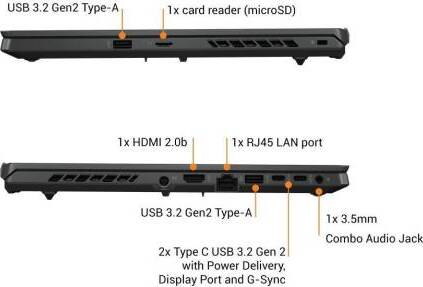 USB 3.2 Gen2 Type-A
1x card reader (microSD)
1x HDMI 2.0b
1x RJ45 LAN port
USB 3.2 Gen2 Type-A
1x 3.5mm
Combo Audio Jack
2x Type C USB 3.2 Gen 2
with Power Delivery,
Display Port and G-Sync